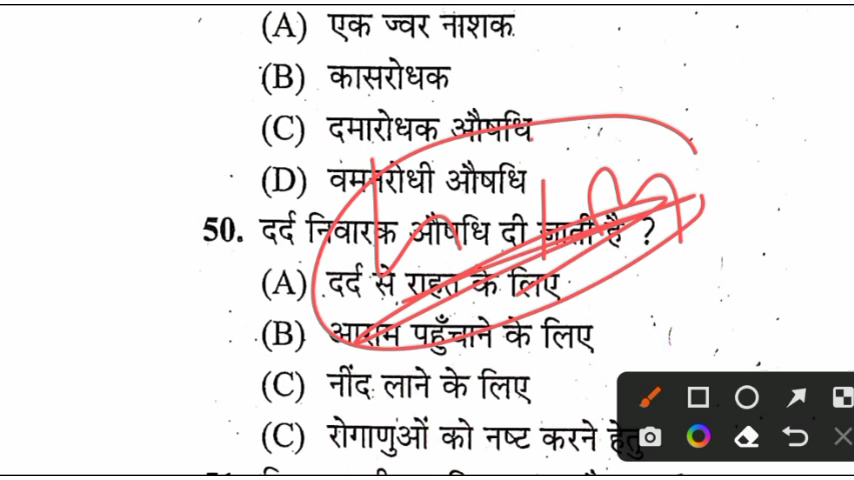 (A) एक ज्वर नाशक
(B) कासरोधक
(C) दमारोधक औषधि
(D) वमनरोधी औषधि
50. दर्द निवारक औषधि दी जाती है ?
(A) दर्द से राहत के लिए
(B) आराम पहुँचाने के लिए
(C) नींद लाने के लिए
(C) रोगाणुओं को नष्ट करने हेतु